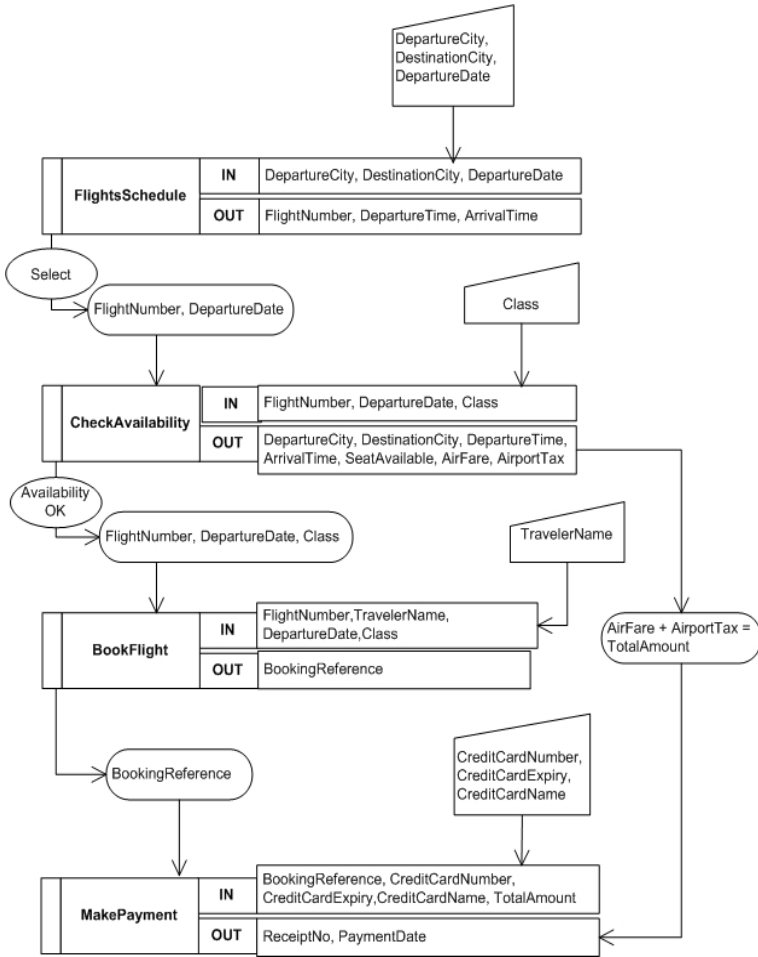 DepartureCity,
DestinationCity,
DepartureDate
FlightsSchedule
IN
DepartureCity, DestinationCity, DepartureDate
OUT
FlightNumber, DepartureTime, ArrivalTime
Select
FlightNumber, DepartureDate
Class
CheckAvailability
IN
FlightNumber, DepartureDate, Class
OUT
DepartureCity, DestinationCity, DepartureTime,
ArrivalTime, SeatAvailable, AirFare, AirportTax
Availability
OK
FlightNumber, DepartureDate, Class
TravelerName
BookFlight
IN
FlightNumber,TravelerName,
DepartureDate,Class
OUT
BookingReference
AirFare + AirportTax =
TotalAmount
BookingReference
CreditCardNumber,
CreditCardExpiry,
CreditCardName
MakePayment
IN
BookingReference, CreditCardNumber,
CreditCardExpiry,CreditCardName, TotalAmount
OUT
ReceiptNo, PaymentDate